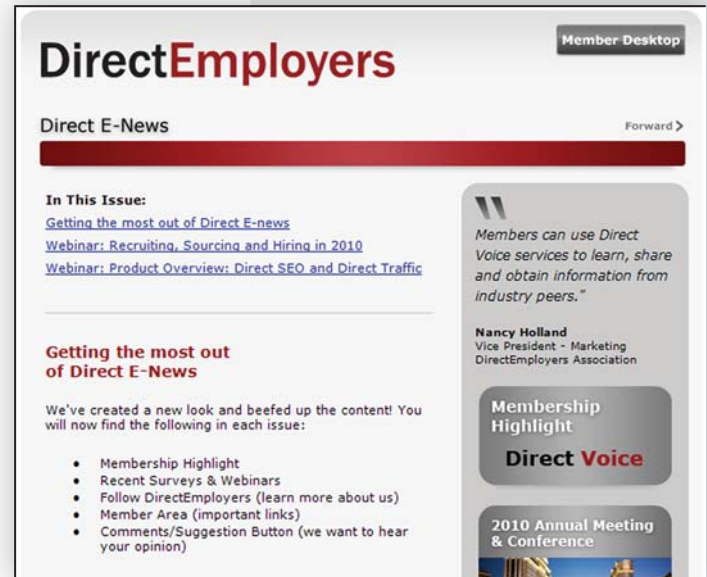 DirectEmployers
Member Desktop
Direct E-News
Forward >
In This Issue:
Getting the most out of Direct E-news
Webinar: Recruiting, Sourcing and Hiring in 2010
Webinar: Product Overview: Direct SEO and Direct Traffic
Getting the most out
of Direct E-News
We've created a new look and beefed up the content! You
will now find the following in each issue:
• Membership Highlight
• Recent Surveys & Webinars
• Follow DirectEmployers (learn more about us)
• Member Area (important links)
• Comments/Suggestion Button (we want to hear
your opinion)
"
Members can use Direct
Voice services to learn, share
and obtain information from
industry peers."
Nancy Holland
Vice President - Marketing
DirectEmployers Association
Membership
Highlight
Direct Voice
2010 Annual Meeting
& Conference